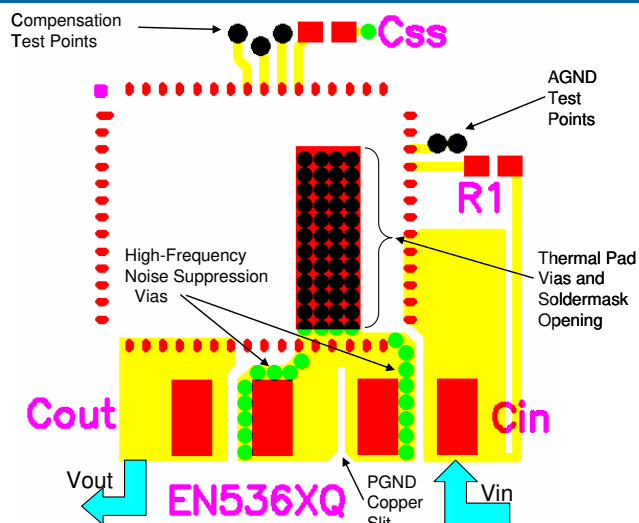 Compensation
Test Points
Css
AGND
Test
Points
R1
High-Frequency
Noise Suppression
Vias
Thermal Pad
Vias and
Soldermask
Opening
Cout
Cin
Vout
EN536XQ
PGND
Copper
Slit
Vin